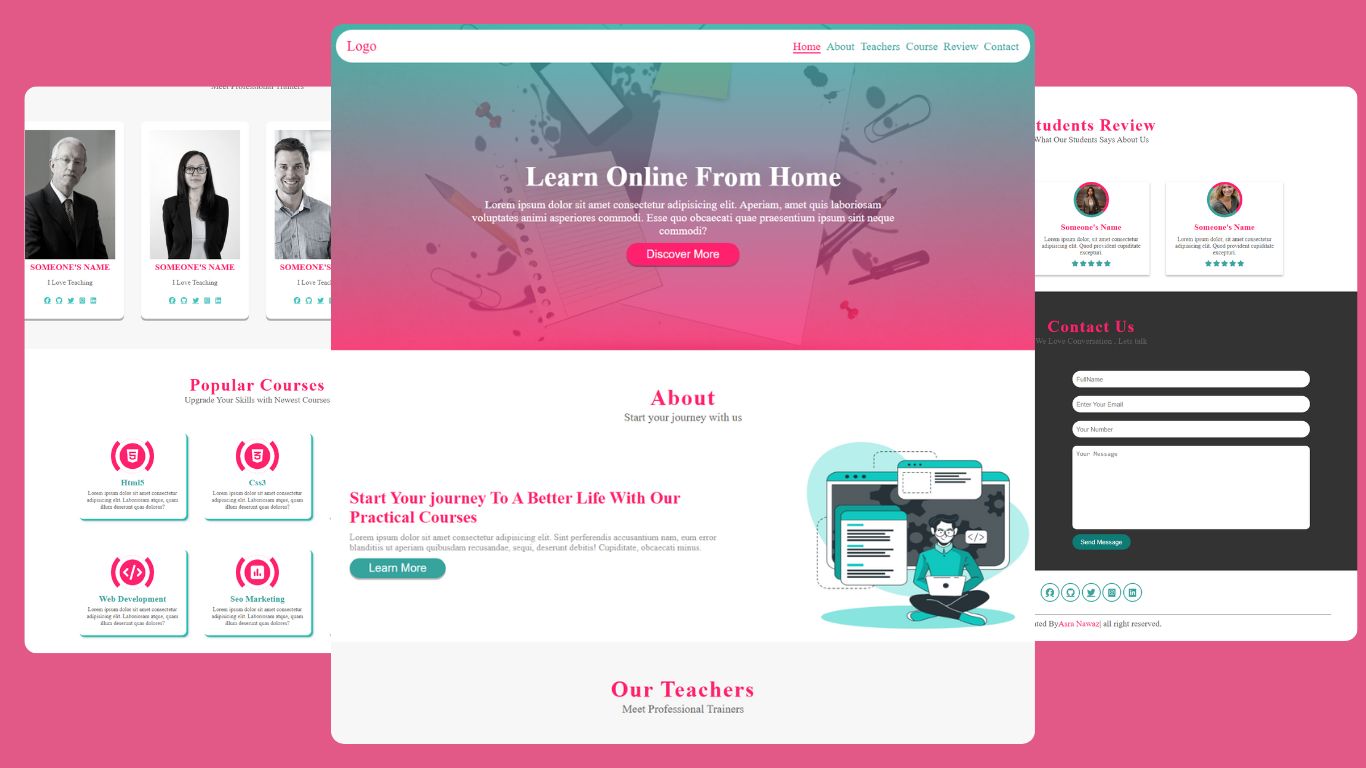 Meet Professional Trainers
SOMEONE'S NAME
I Love Teaching
SOMEONE'S NAME
I Love Teaching
SOMEONE'S
I Love
Popular Courses
Upgrade Your Skills with Newest Courses
Html5
Lorem ipsum dolor sit amet consectetur
adipisicing elit. Laboriosam atque, quam
illum deserunt quas dolores?
Css3
Lorem ipsum dolor sit amet consectetur
adipisicing elit. Laboriosam atque, quam
illum deserunt quas dolores?
Web Development
Lorem ipsum dolor sit amet consectetur
adipisicing elit. Laboriosam atque, quam
illum deserunt quas dolores?
Seo Marketing
Lorem ipsum dolor sit amet consectetur
adipisicing elit. Laboriosam atque, quam
illum deserunt quas dolores?
Logo
Home About Teachers Course Review Contact
Learn Online From Home
Lorem ipsum dolor sit amet consectetur adipisicing elit. Aperiam, amet quis laboriosam
voluptates animi asperiores commodi. Esse quo obcaecati quae praesentium ipsum sint neque
commodi?
Discover More
About
Start your journey with us
Start Your journey To A Better Life With Our
Practical Courses
Lorem ipsum dolor sit amet consectetur adipisicing elit. Sint perferendis accusantium nam, eum error
blanditiis ut aperiam quibusdam recusandae, sequi, deserunt debitis! Cupiditate, obcaecati minus.
Learn More
</>
Our Teachers
Meet Professional Trainers
tudents Review
What Our Students Says About Us
Someone's Name
Lorem ipsum dolor, sit amet consectetur
adipisicing elit. Quod provident cupiditate
excepturi.
Someone's Name
Lorem ipsum dolor, sit amet consectetur
adipisicing elit. Quod provident cupiditate
excepturi.
Contact Us
We Love Conversation . Lets talk
FullName
Enter Your Email
Your Number
Your Message
Send Message
ted By Asra Nawaz| all right reserved.